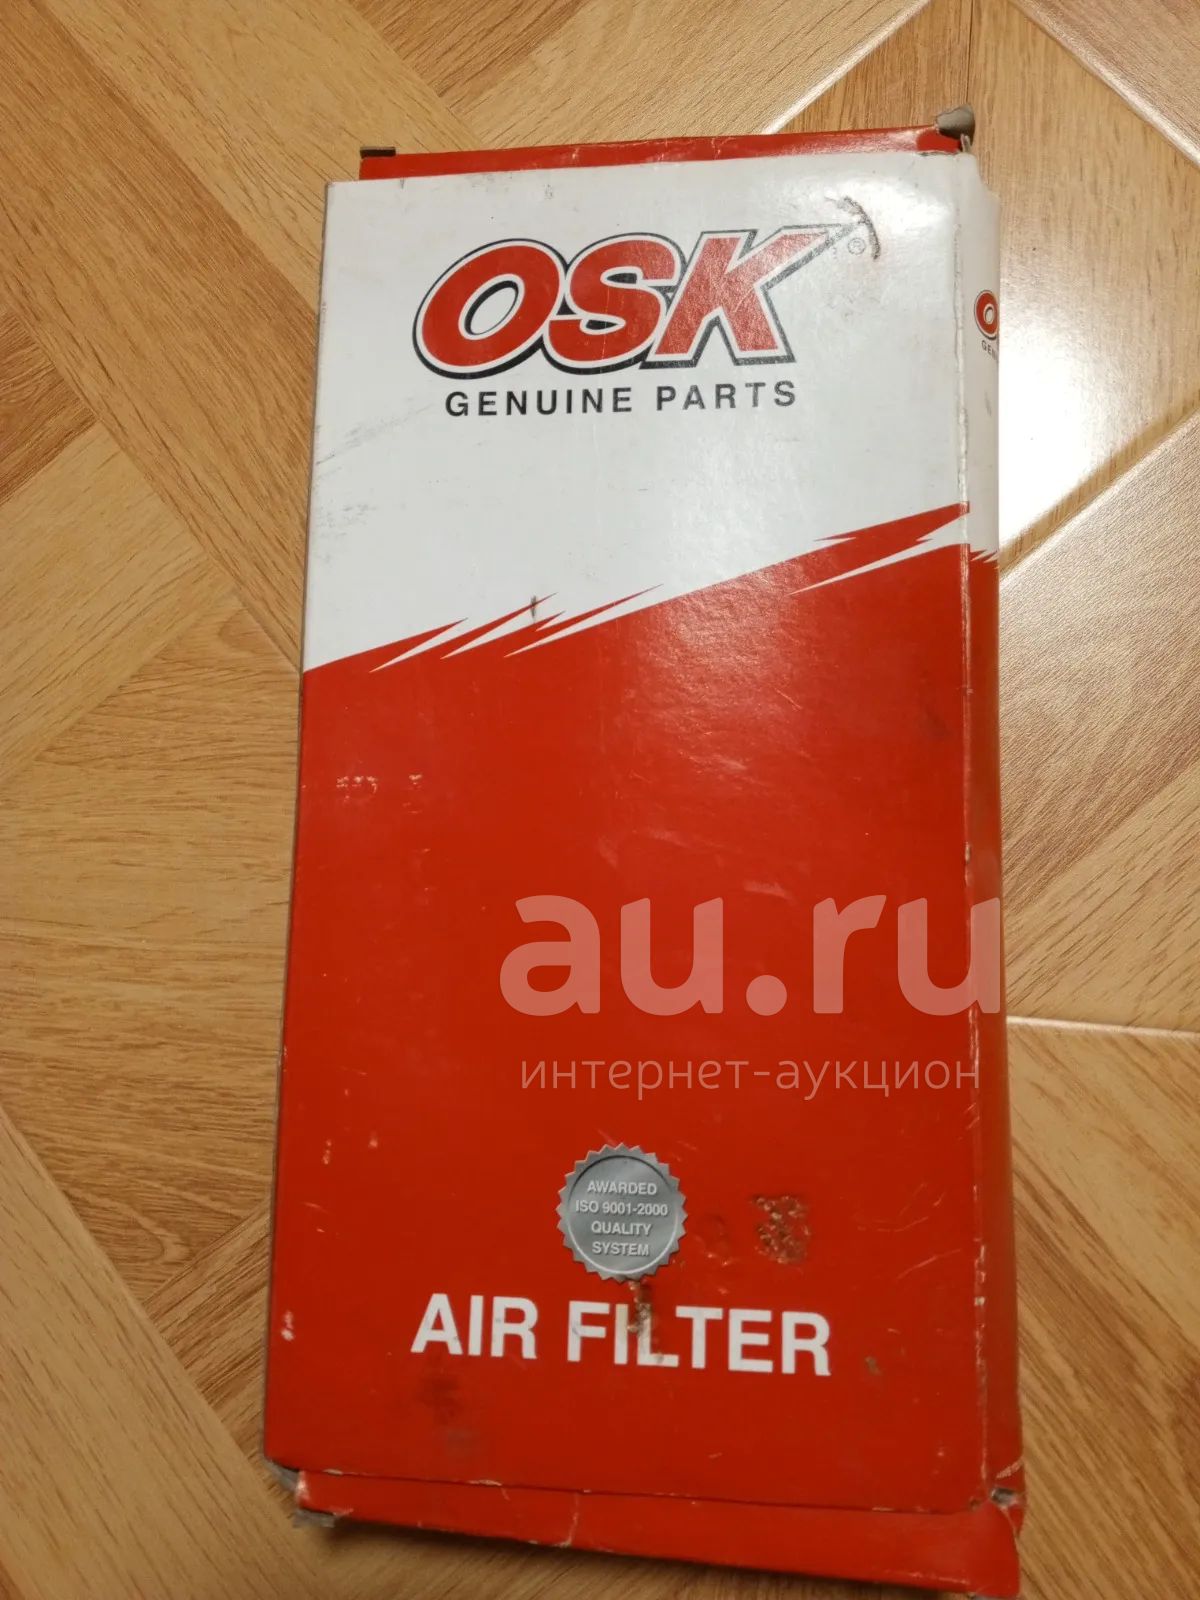 OSK
®
GENUINE PARTS
au.ru
интернет-аукцион
AWARDED
ISO 9001-2000
QUALITY
SYSTEM
AIR FILTER